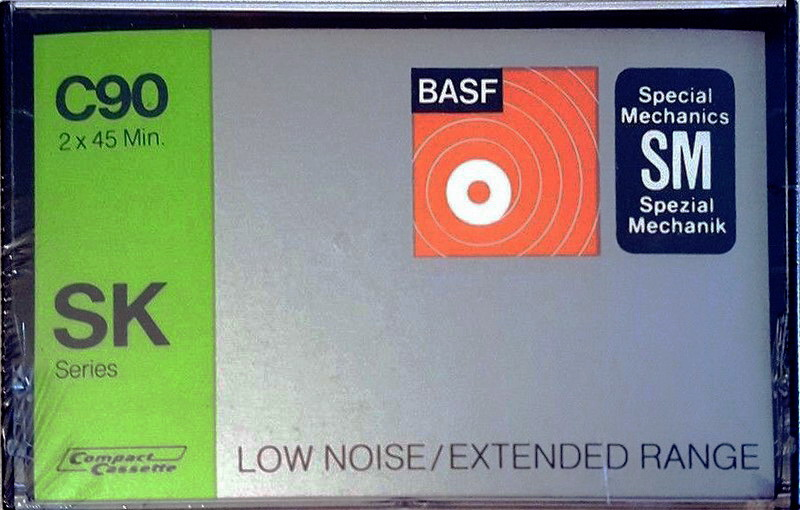 C90
2 x 45 Min.
SK
Series
Compact
Cassette
BASF
Special
Mechanics
SM
Spezial
Mechanik
LOW NOISE/EXTENDED RANGE